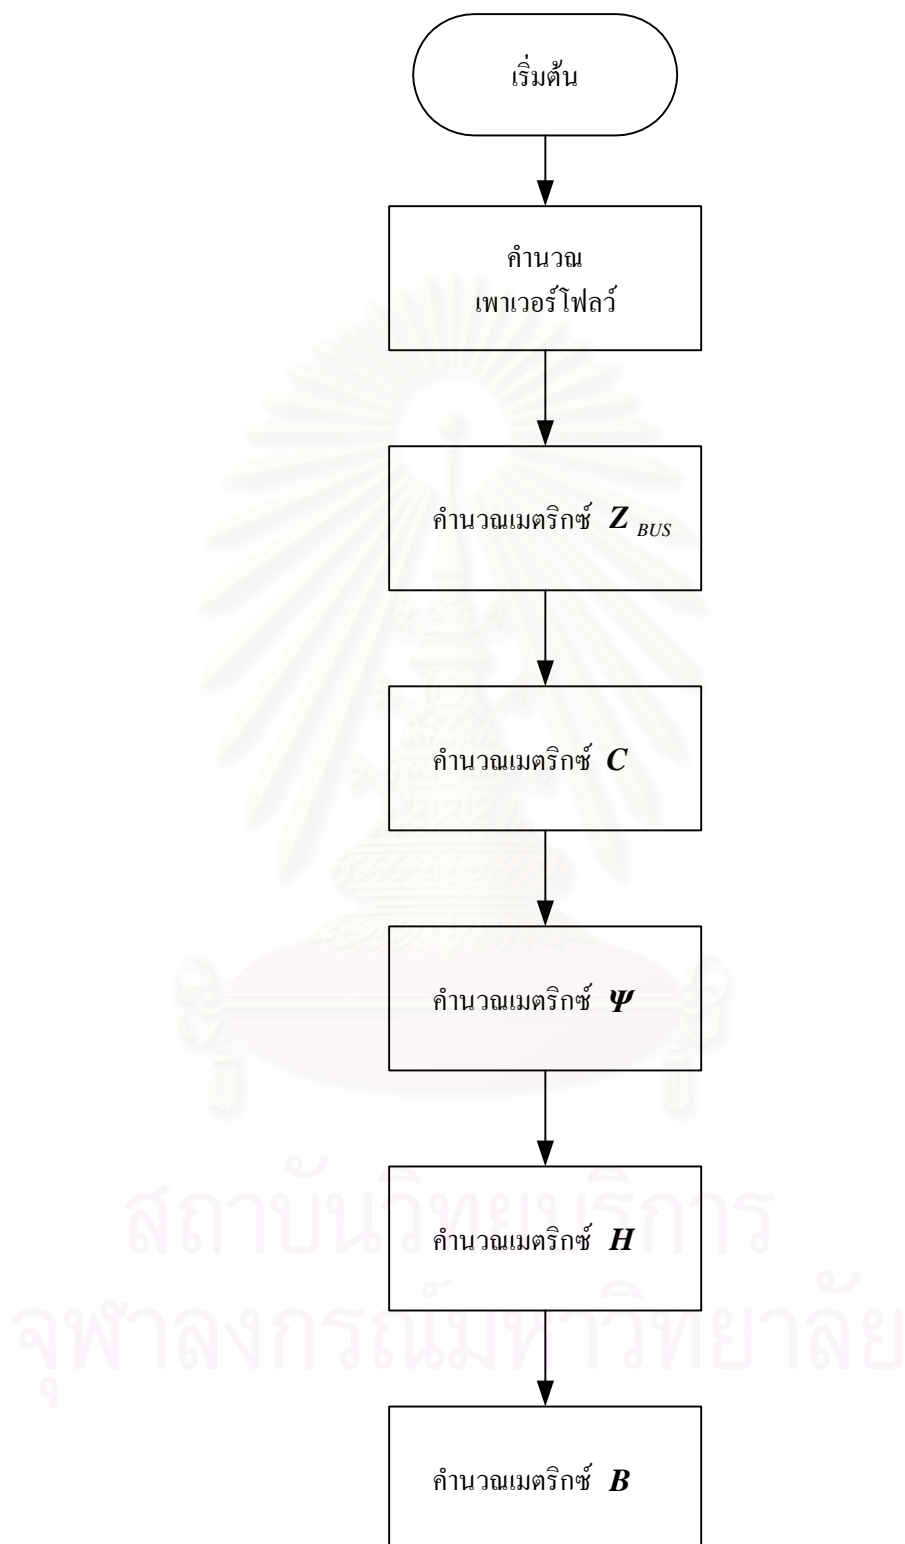 เริ่มต้น
คำนวณ
เพาเวอร์โฟลว์
คำนวณเมตริกซ์ Z BUS
คำนวณเมตริกซ์ C
คำนวณเมตริกซ์ Ψ
คำนวณเมตริกซ์ H
สถาบันวิทยบริการ
จุฬาลงกรณ์มหาวิทยาลัย
คำนวณเมตริกซ์ B